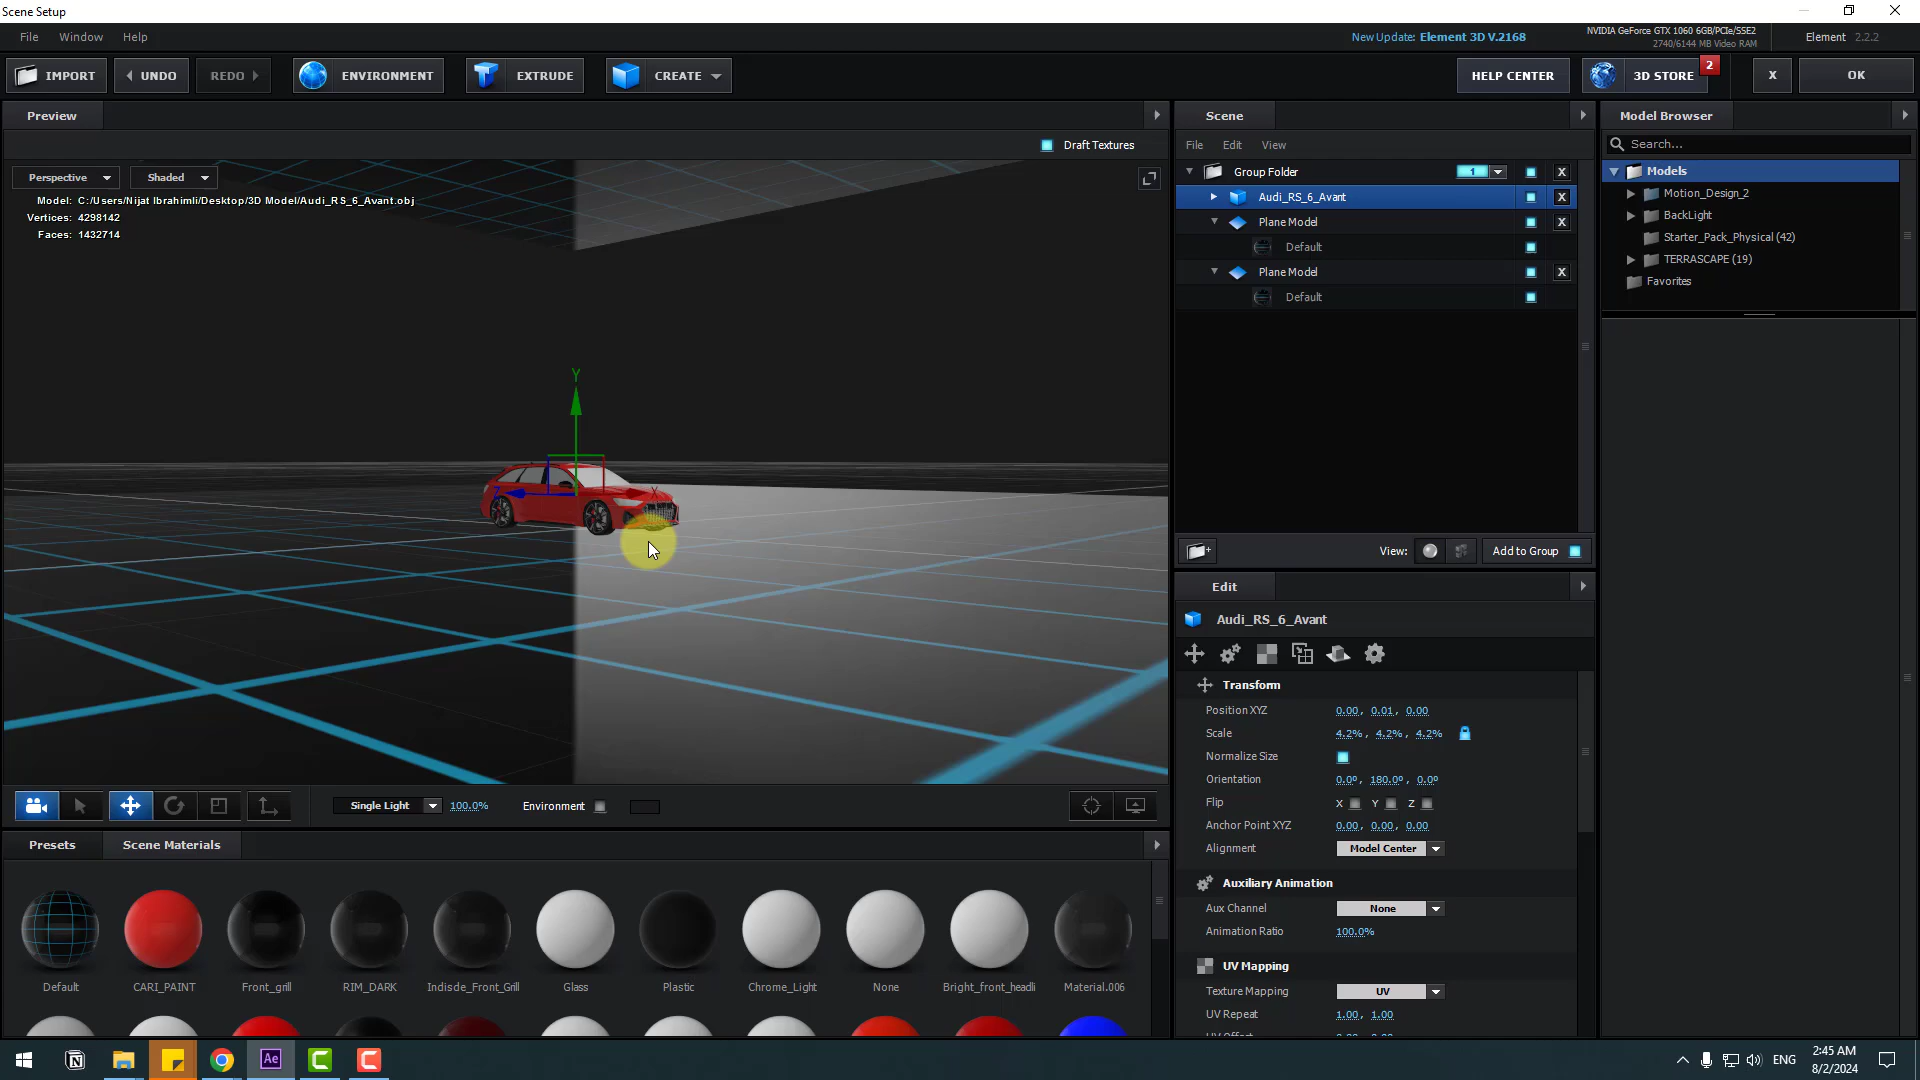 Scene Setup
File Window Help
New Update: Element 3D V.2168
NVIDIA GeForce GTX 1060 6GB/PCIe/SSE2
2740/6144 MB Video RAM
Element 2.2.2
IMPORT UNDO REDO ENVIRONMENT EXTRUDE CREATE HELP CENTER 3D STORE 2 X OK
Preview
Draft Textures
Perspective Shaded
Model: C:/Users/Nijat Ibrahimli/Desktop/3D Model/Audi_RS_6_Avant.obj
Vertices: 4298142
Faces: 1432714
Y
X
Single Light 100.0% Environment
Presets Scene Materials
Default CARI_PAINT Front_grill RIM_DARK Indisde_Front_Grill Glass Plastic Chrome_Light None Bright_front_headli Material.006
Scene
File Edit View
Group Folder 1 X
Audi_RS_6_Avant X
Plane Model X
Default
Plane Model X
Default
View: Add to Group
Edit
Audi_RS_6_Avant
Transform
Position XYZ 0.00, 0.01, 0.00
Scale 4.2%, 4.2%, 4.2%
Normalize Size
Orientation 0.0º, 180.0º, 0.0º
Flip X Y Z
Anchor Point XYZ 0.00, 0.00, 0.00
Alignment Model Center
Auxiliary Animation
Aux Channel None
Animation Ratio 100.0%
UV Mapping
Texture Mapping UV
UV Repeat 1.00, 1.00
UV Offset
Model Browser
Search...
Models
Motion_Design_2
BackLight
Starter_Pack_Physical (42)
TERRASCAPE (19)
Favorites
Ae
ENG
2:45 AM
8/2/2024